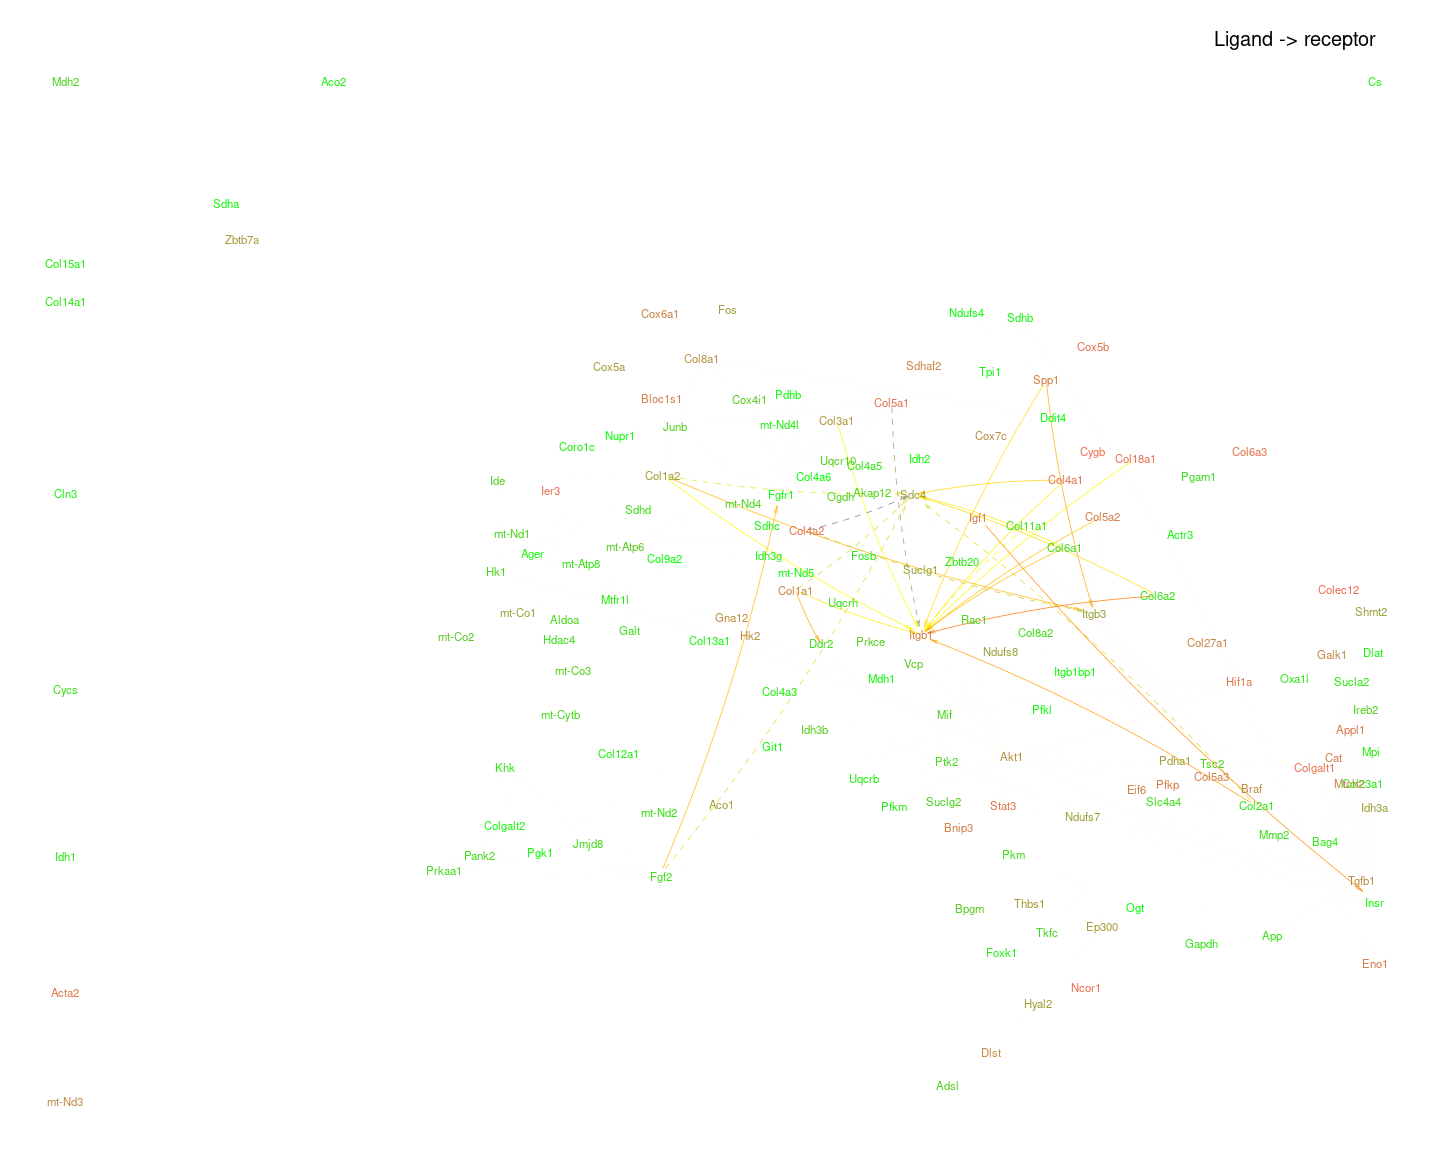 Ligand -> receptor
Mdh2
Aco2
Cs
Sdha
Zbtb7a
Col15a1
Col14a1
Cox6a1
Fos
Ndufs4
Sdhb
Cox5b
Col8a1
Cox5a
Sdhaf2
Tpi1
Spp1
Bloc1s1
Cox4i1
Pdhb
Col5a1
Ddit4
Junb
mt-Nd4l
Col3a1
Nupr1
Cox7c
Coro1c
Cygb
Col18a1
Col6a3
Uqcr10
Col4a5
Idh2
Col1a2
Col4a6
Pgam1
Ide
Col4a1
Ier3
Cln3
Fgfr1
Ogdh
Akap12
Sdc4
mt-Nd4
Sdhd
Igf1
Col5a2
Sdhc
Col4a2
Col11a1
mt-Nd1
Actr3
mt-Atp6
Col6a1
Ager
Col9a2
Idh3g
Fosb
Zbtb20
mt-Atp8
Hk1
mt-Nd5
Suclg1
Col1a1
Colec12
Mtfr1l
Uqcrh
Col6a2
mt-Co1
Itgb3
Shmt2
Aldoa
Gna12
Rac1
mt-Co2
Hdac4
Galt
Col13a1
Hk2
Ddr2
Prkce
Itgb1
Col8a2
Col27a1
Ndufs8
Galk1
Dlat
Vcp
mt-Co3
Mdh1
Itgb1bp1
Hif1a
Oxa1l
Sucla2
Cycs
Col4a3
mt-Cytb
Mif
Pfkl
Ireb2
Idh3b
Appl1
Col12a1
Git1
Akt1
Mpi
Khk
Ptk2
Pdha1
Tsc2
Cat
Colgalt1
Uqcrb
Col5a3
Pfkp
Eif6
Braf
Col23a1
Aco1
Pfkm
Suclg2
Stat3
Slc4a4
Col2a1
Idh3a
mt-Nd2
Ndufs7
Colgalt2
Bnip3
Mmp2
Bag4
Jmjd8
Idh1
Pank2
Pgk1
Pkm
Prkaa1
Fgf2
Tgfb1
Insr
Bpgm
Thbs1
Ogt
Tkfc
Ep300
App
Gapdh
Foxk1
Eno1
Acta2
Ncor1
Hyal2
Dlst
Adsl
mt-Nd3